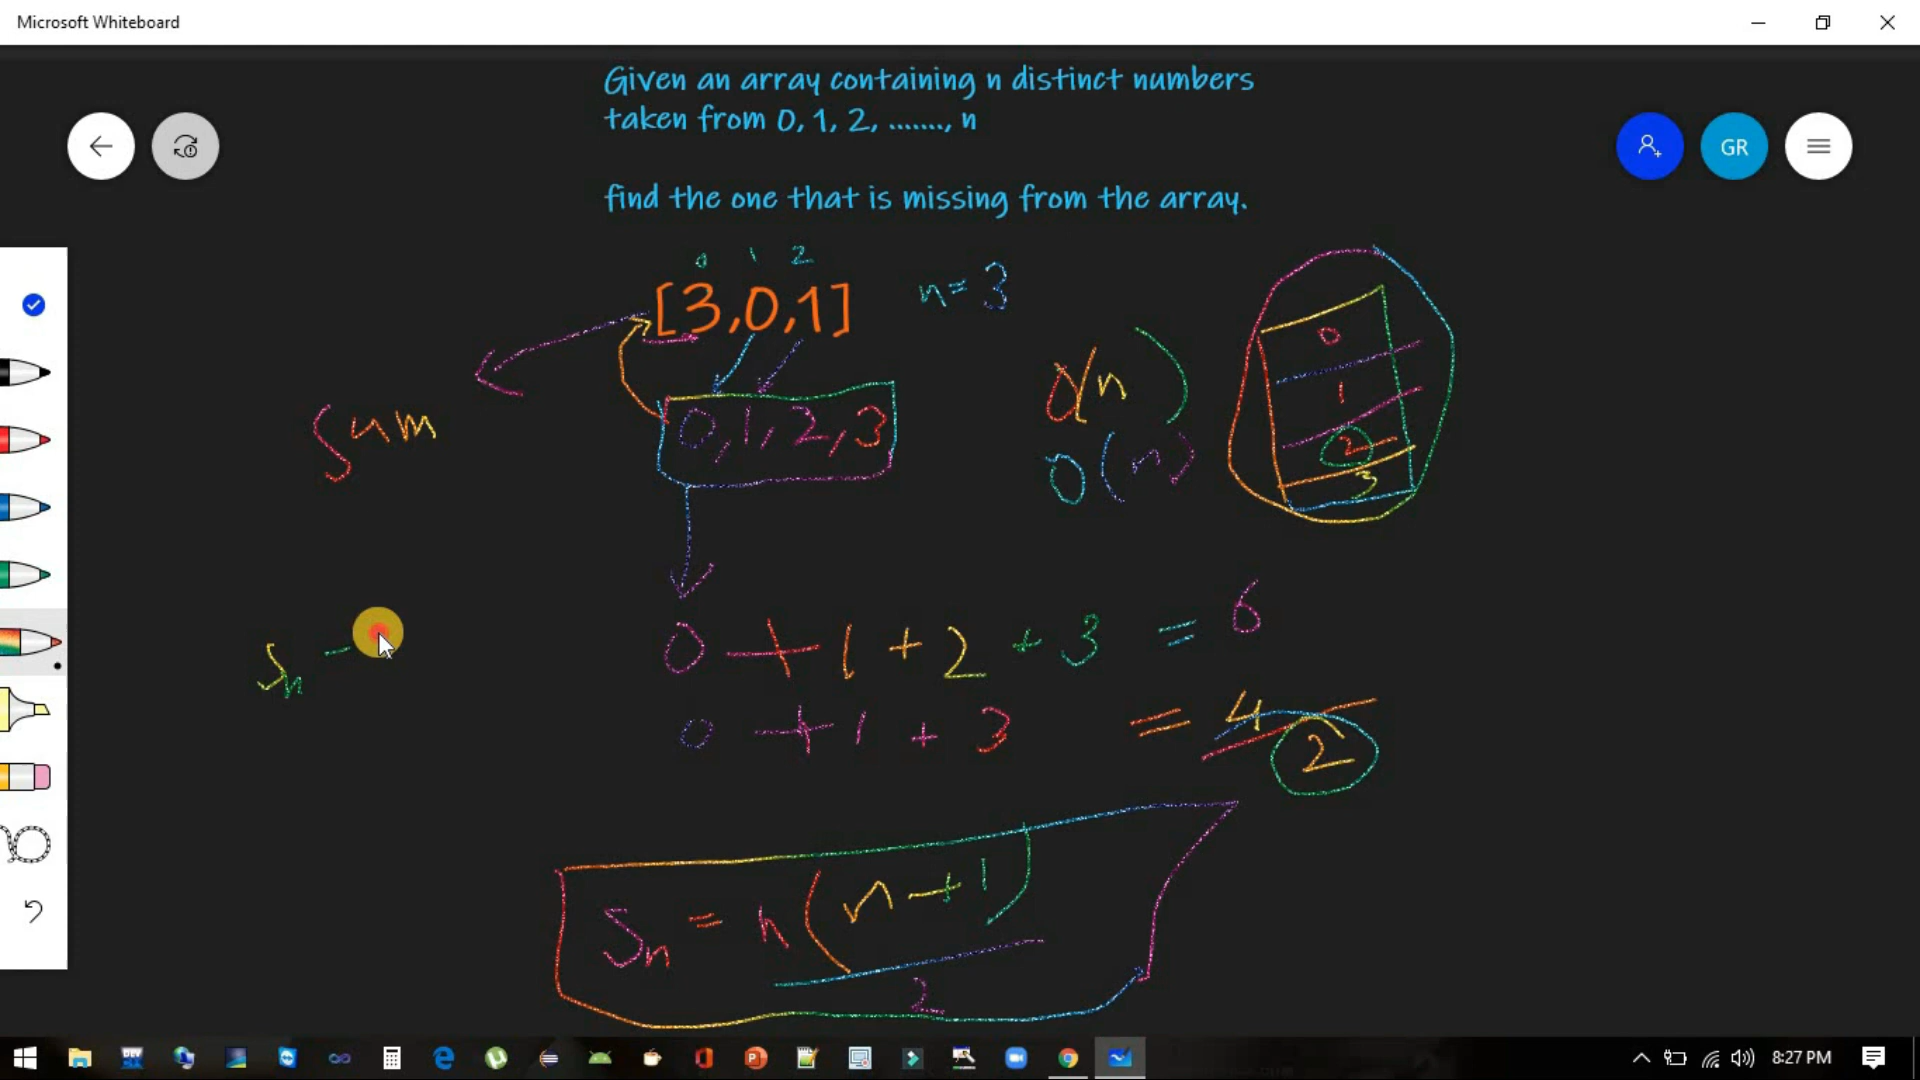 Microsoft Whiteboard
Given an array containing n distinct numbers
taken from 0, 1, 2, ......., n
find the one that is missing from the array.
GR
0 1 2
[3,0,1]
n = 3
0
1
2
3
O(n)
Sum
0,1,2,3
O(n)
0 + 1 + 2 + 3 = 6
Sn -
0 + 1 + 3 = 4
2
Sn = n(n+1)
2
8:27 PM